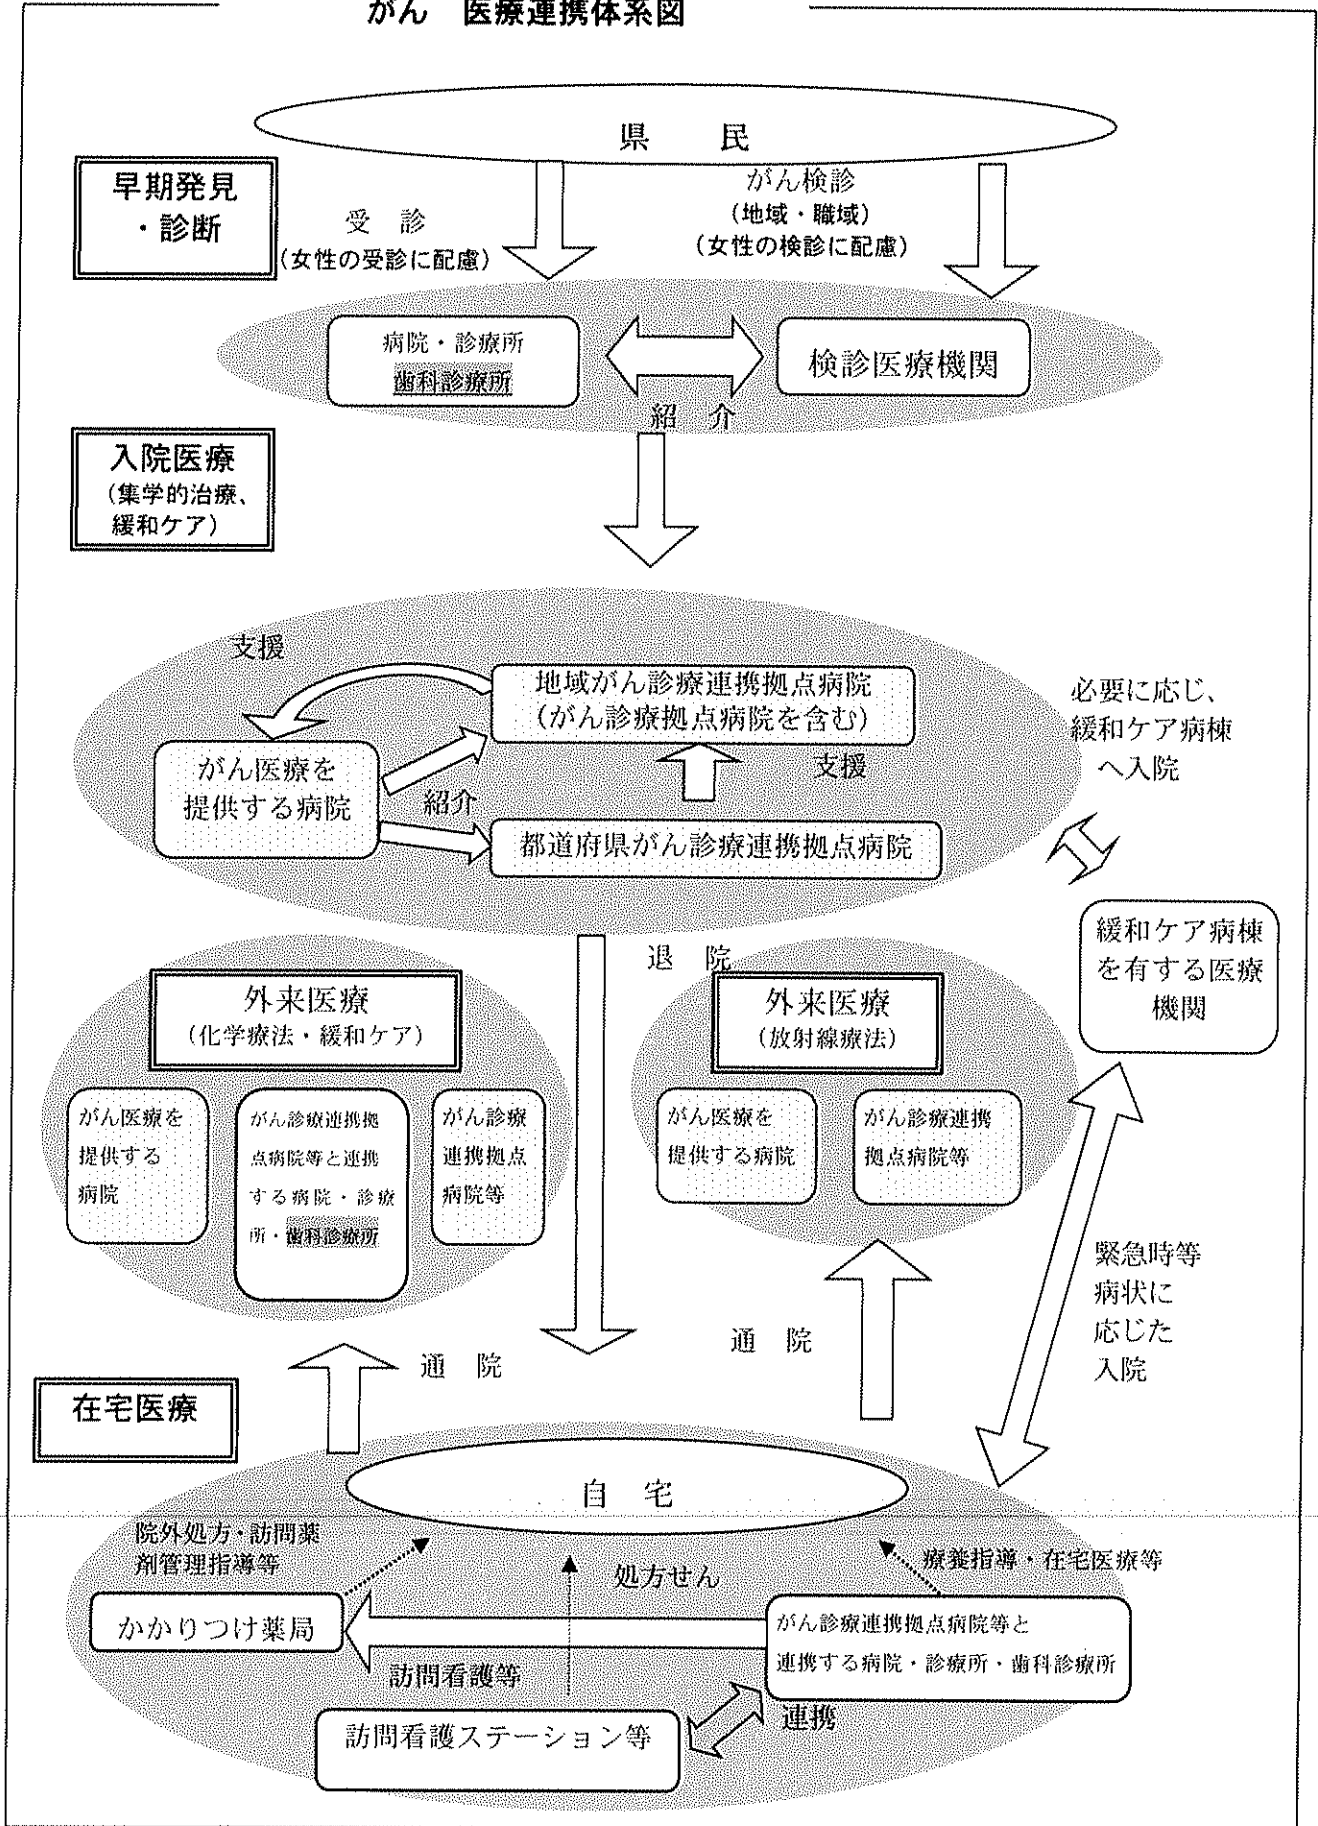 がん　医療連携体系図
県　民
早期発見
・診断
受　診
(女性の受診に配慮)
がん検診
(地域・職域)
(女性の検診に配慮)
病院・診療所
歯科診療所
検診医療機関
紹　介
入院医療
(集学的治療、
緩和ケア)
支援
地域がん診療連携拠点病院
(がん診療拠点病院を含む)
支援
がん医療を
提供する病院
紹介
都道府県がん診療連携拠点病院
必要に応じ、
緩和ケア病棟
へ入院
緩和ケア病棟
を有する医療
機関
退　院
外来医療
(化学療法・緩和ケア)
がん医療を
提供する
病院
がん診療連携拠
点病院等と連携
する病院・診療
所・歯科診療所
がん診療
連携拠点
病院等
外来医療
(放射線療法)
がん医療を
提供する病院
がん診療連携
拠点病院等
緊急時等
病状に
応じた
入院
通　院
通　院
在宅医療
自　宅
院外処方・訪問薬
剤管理指導等
処方せん
療養指導・在宅医療等
かかりつけ薬局
がん診療連携拠点病院等と
連携する病院・診療所・歯科診療所
訪問看護等
訪問看護ステーション等
連携